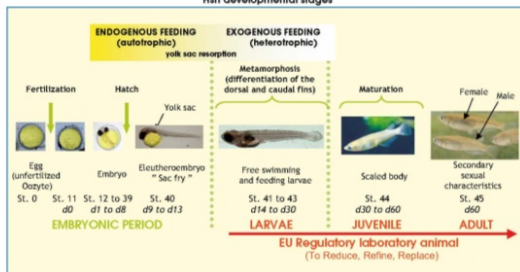 Fish developmental stages
ENDOGENOUS FEEDING
(autotrophic)
EXOGENOUS FEEDING
(heterotrophic)
yolk sac resorption
Metamorphosis
(differentiation of the
dorsal and caudal fins)
Fertilization
Hatch
Maturation
Female
Male
Yolk sac
Egg
(unfertilized
Oozyte)
Embryo
Eleutheroembryo
" Sac fry "
Free swimming
and feeding larvae
Scaled body
Secondary
sexual
characteristics
St. 0
St. 11
St. 12 to 39
St. 40
St. 41 to 43
St. 44
St. 45
d0
d1 to d8
d9 to d13
d14 to d30
d30 to d60
d60
EMBRYONIC PERIOD
LARVAE
JUVENILE
ADULT
EU Regulatory laboratory animal
(To Reduce, Refine, Replace)